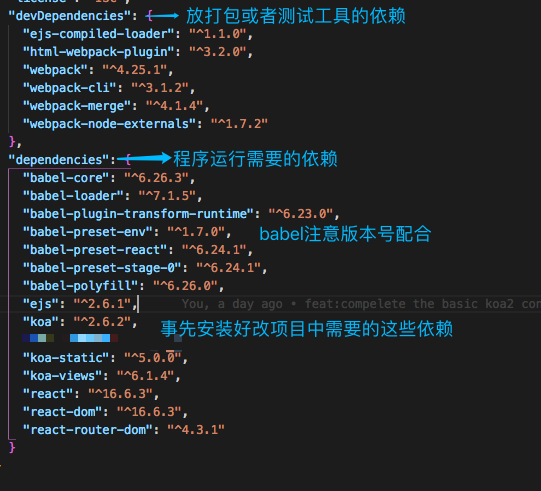 "devDependencies": { 放打包或者测试工具的依赖
"ejs-compiled-loader": "^1.1.0",
"html-webpack-plugin": "^3.2.0",
"webpack": "^4.25.1",
"webpack-cli": "^3.1.2",
"webpack-merge": "^4.1.4",
"webpack-node-externals": "^1.7.2"
},
"dependencies": { 程序运行需要的依赖
"babel-core": "^6.26.3",
"babel-loader": "^7.1.5",
"babel-plugin-transform-runtime": "^6.23.0",
"babel-preset-env": "^1.7.0", babel注意版本号配合
"babel-preset-react": "^6.24.1",
"babel-preset-stage-0": "^6.24.1",
"babel-polyfill": "^6.26.0",
"ejs": "^2.6.1", You, a day ago • feat:compelete the basic koa2 con
"koa": "^2.6.2", 事先安装好改项目中需要的这些依赖
"koa-static": "^5.0.0",
"koa-views": "^6.1.4",
"react": "^16.6.3",
"react-dom": "^16.6.3",
"react-router-dom": "^4.3.1"
}